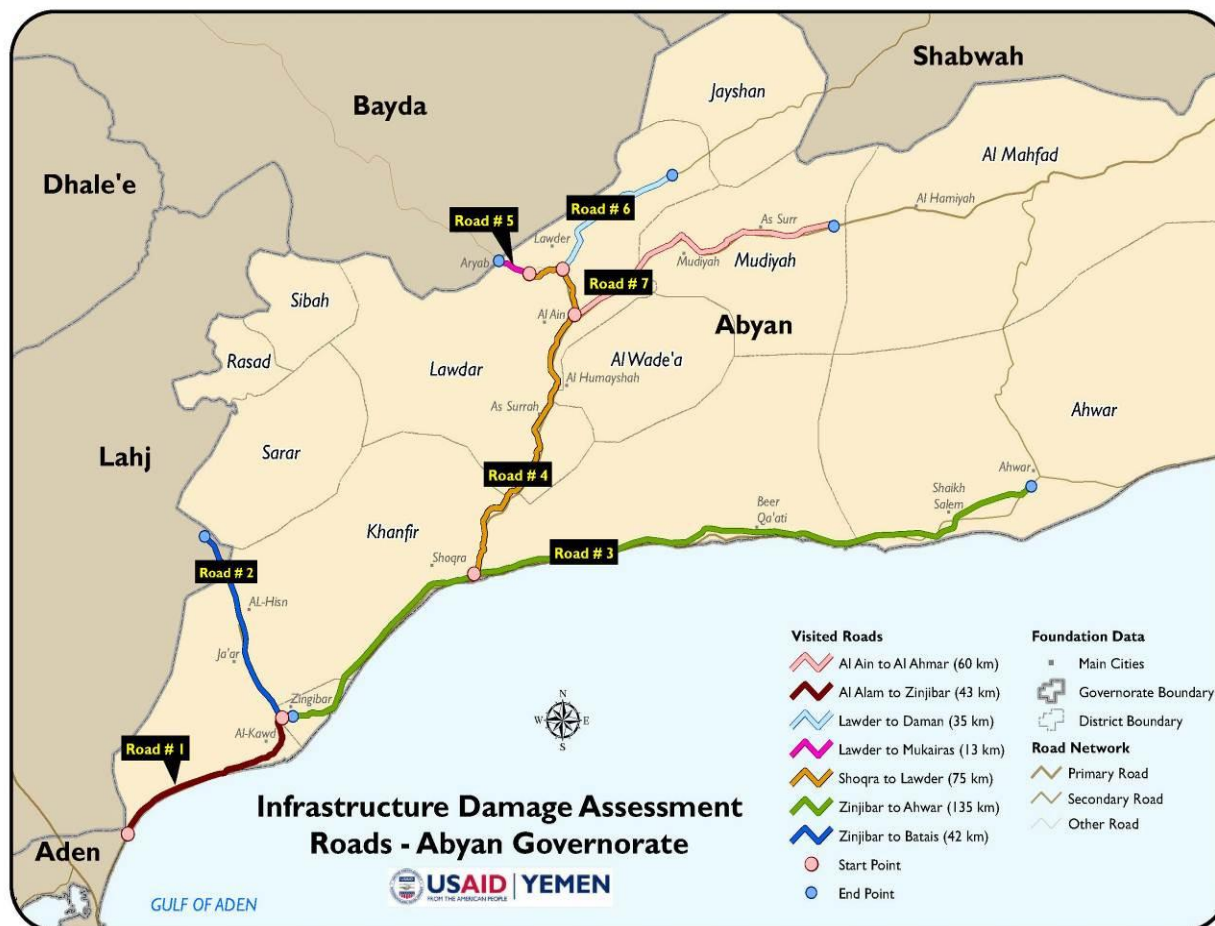 Shabwah
Bayda
Jayshan
Al Mahfad
Dhale'e
Al Hamiyah
Road # 5
Road # 6
As Surr
Lawder
Aryab
Mudiyah
Mudiyah
Road # 7
Sibah
Al Ain
Abyan
Rasad
Lawdar
Al Wade'a
Al Humayshah
As Surrah
Ahwar
Lahj
Sarar
Road # 4
Ahwar
Shaikh
Salem
Beer
Qa'ati
Khanfir
Shoqra
Road # 3
Road # 2
AL-Hisn
Ja'ar
Zingibar
Al-Kawd
Road # 1
Aden
GULF OF ADEN
N
W
E
S
Infrastructure Damage Assessment
Roads - Abyan Governorate
USAID YEMEN
FROM THE AMERICAN PEOPLE
Visited Roads
Al Ain to Al Ahmar (60 km)
Al Alam to Zinjibar (43 km)
Lawder to Daman (35 km)
Lawder to Mukairas (13 km)
Shoqra to Lawder (75 km)
Zinjibar to Ahwar (135 km)
Zinjibar to Batais (42 km)
Start Point
End Point
Foundation Data
Main Cities
Governorate Boundary
District Boundary
Road Network
Primary Road
Secondary Road
Other Road